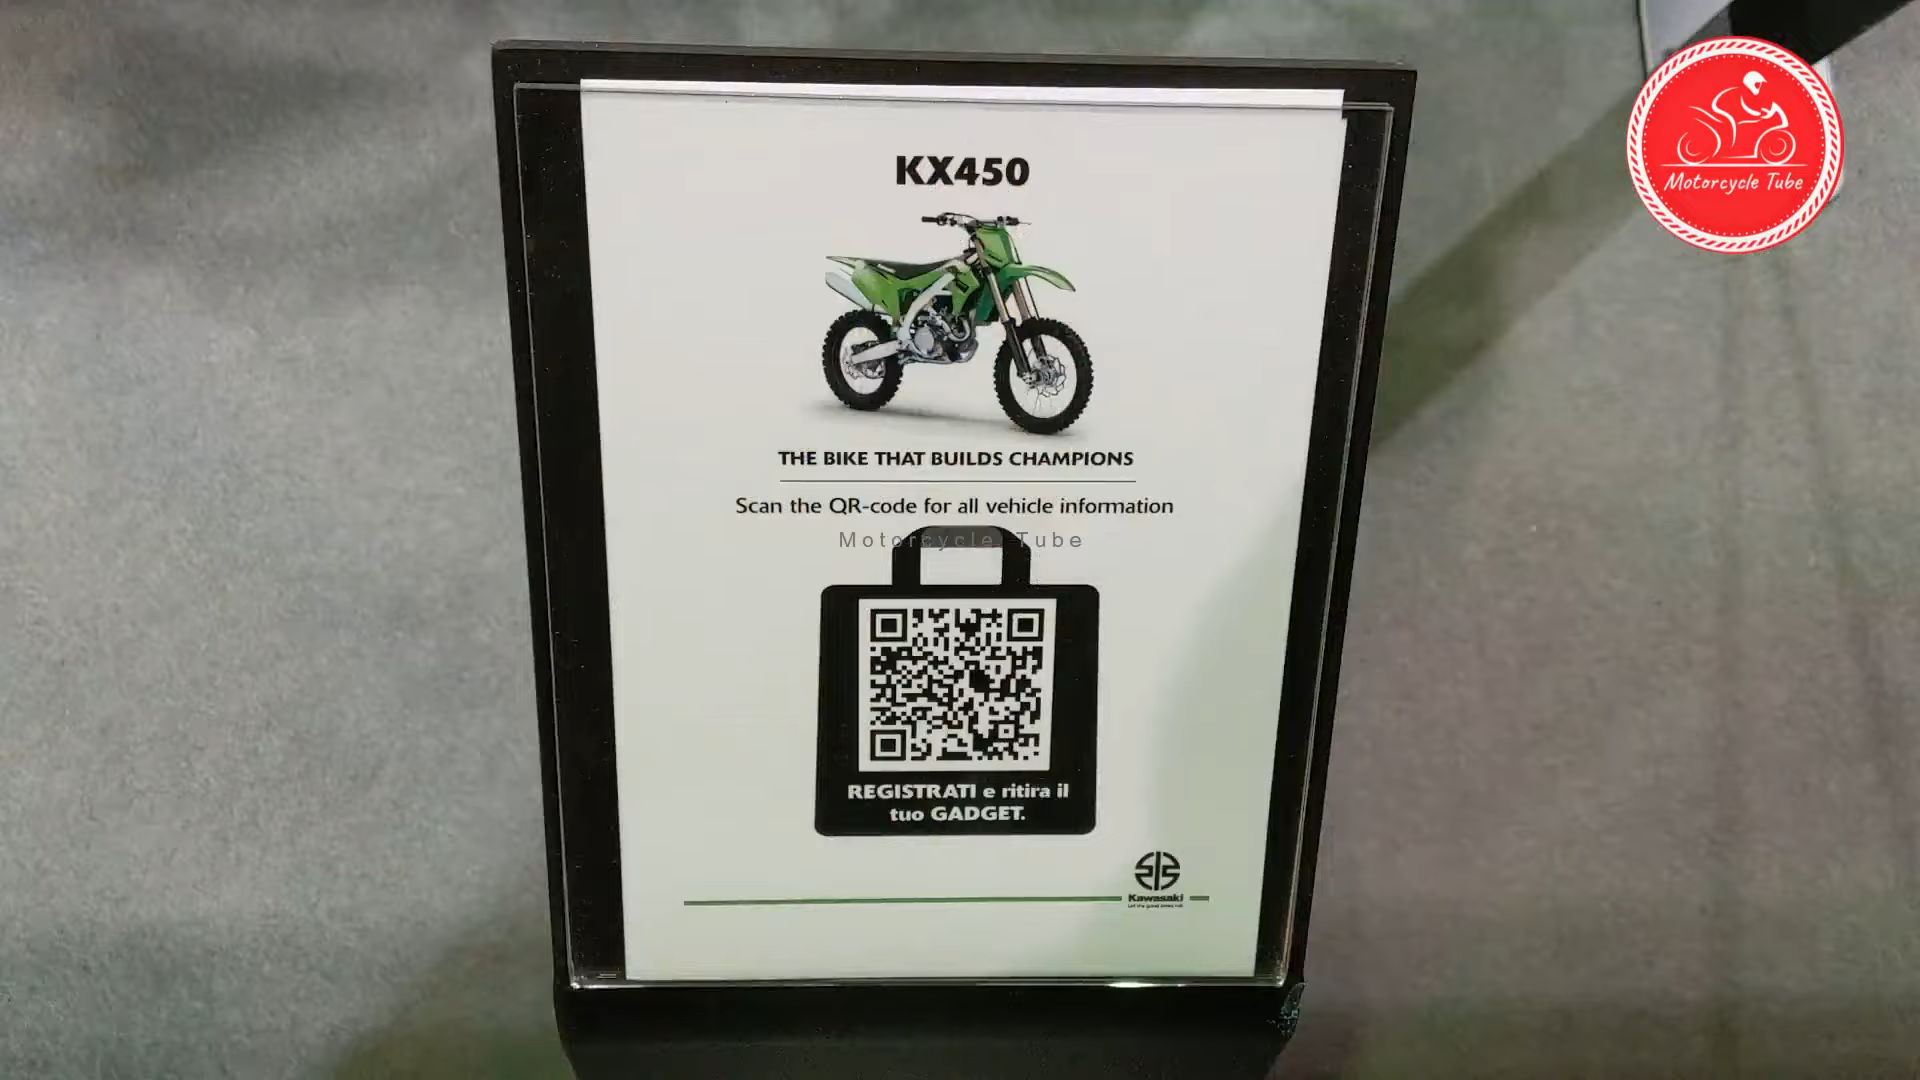 KX450
THE BIKE THAT BUILDS CHAMPIONS
Scan the QR-code for all vehicle information
Motorcycle Tube
REGISTRATI e ritira il
tuo GADGET.
Kawasaki
Motorcycle Tube